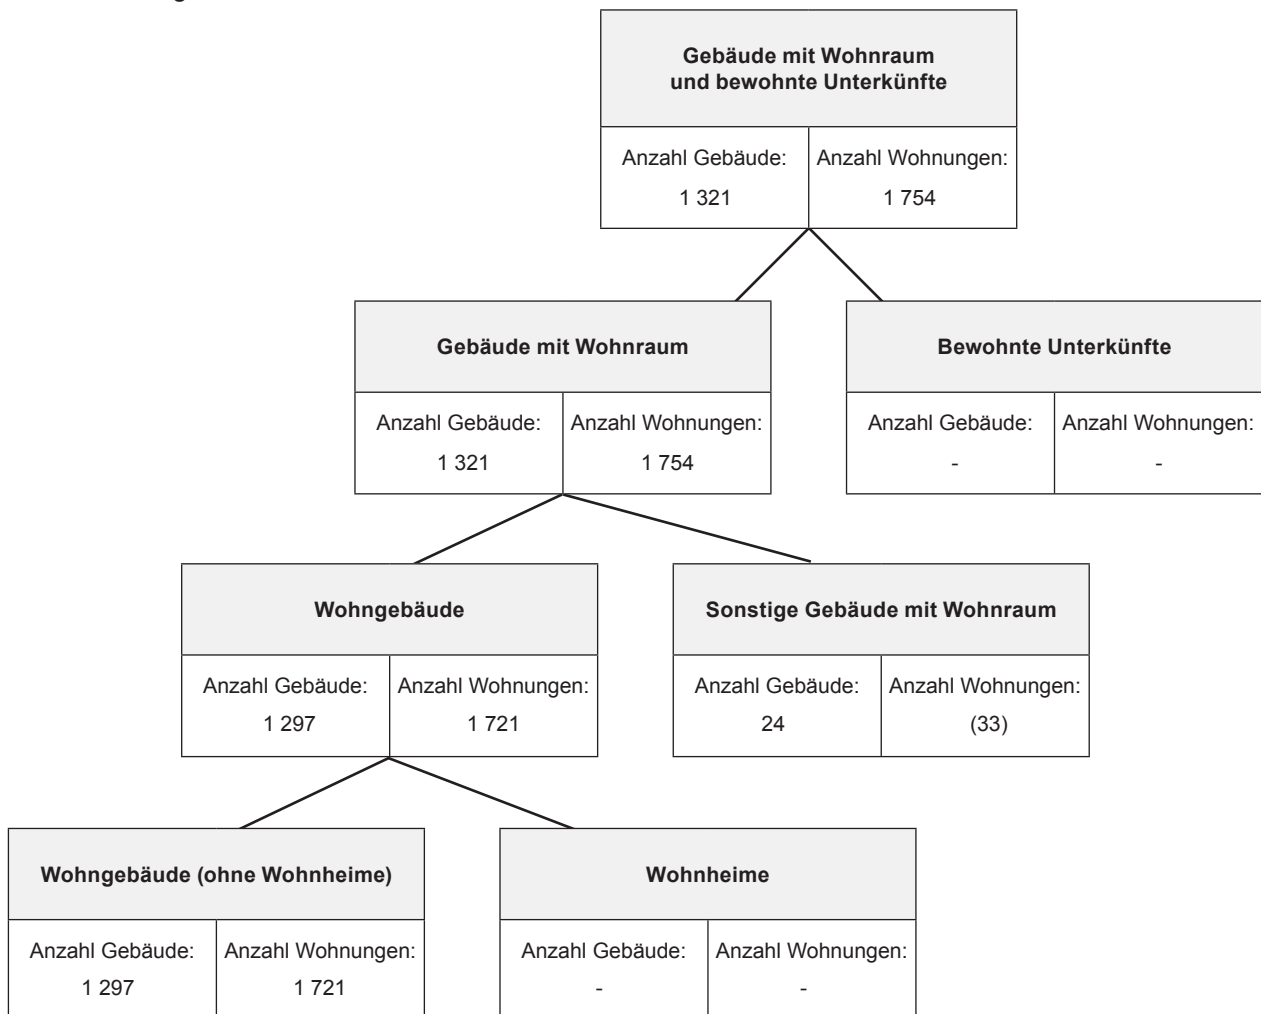 Gebäude mit Wohnraum
und bewohnte Unterkünfte
Anzahl Gebäude: Anzahl Wohnungen:
1 321 1 754
Gebäude mit Wohnraum Bewohnte Unterkünfte
Anzahl Gebäude: Anzahl Wohnungen: Anzahl Gebäude: Anzahl Wohnungen:
1 321 1 754 - -
Wohngebäude Sonstige Gebäude mit Wohnraum
Anzahl Gebäude: Anzahl Wohnungen: Anzahl Gebäude: Anzahl Wohnungen:
1 297 1 721 24 (33)
Wohngebäude (ohne Wohnheime) Wohnheime
Anzahl Gebäude: Anzahl Wohnungen: Anzahl Gebäude: Anzahl Wohnungen:
1 297 1 721 - -